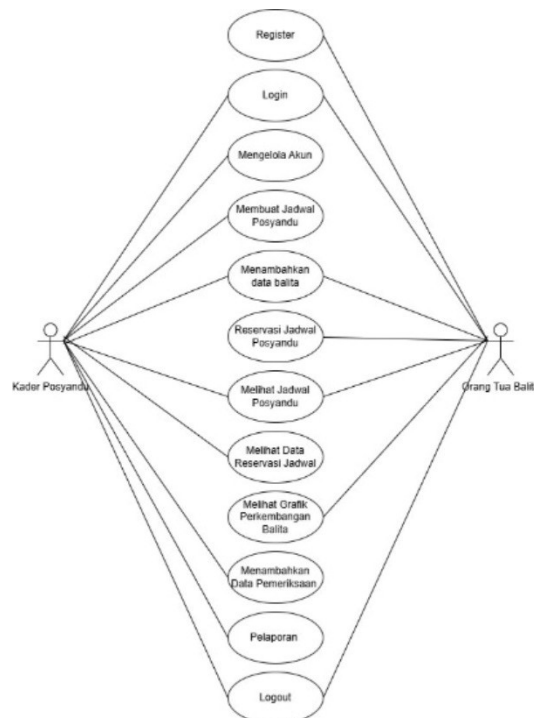 Register
Login
Mengelola Akun
Membuat Jadwal
Posyandu
Menambahkan
data balita
Reservasi Jadwal
Posyandu
Kader Posyandu
Orang Tua Balit
Melihat Jadwal
Posyandu
Melihat Data
Reservasi Jadwal
Melihat Grafik
Perkembangan
Balita
Menambahkan
Data Pemeriksaan
Pelaporan
Logout